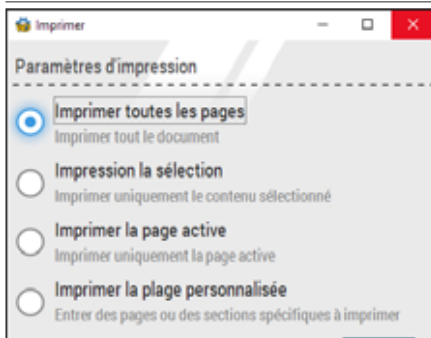 Imprimer
Paramètres d'impression
Imprimer toutes les pages
Imprimer tout le document
Impression la sélection
Imprimer uniquement le contenu sélectionné
Imprimer la page active
Imprimer uniquement la page active
Imprimer la plage personnalisée
Entrer des pages ou des sections spécifiques à imprimer